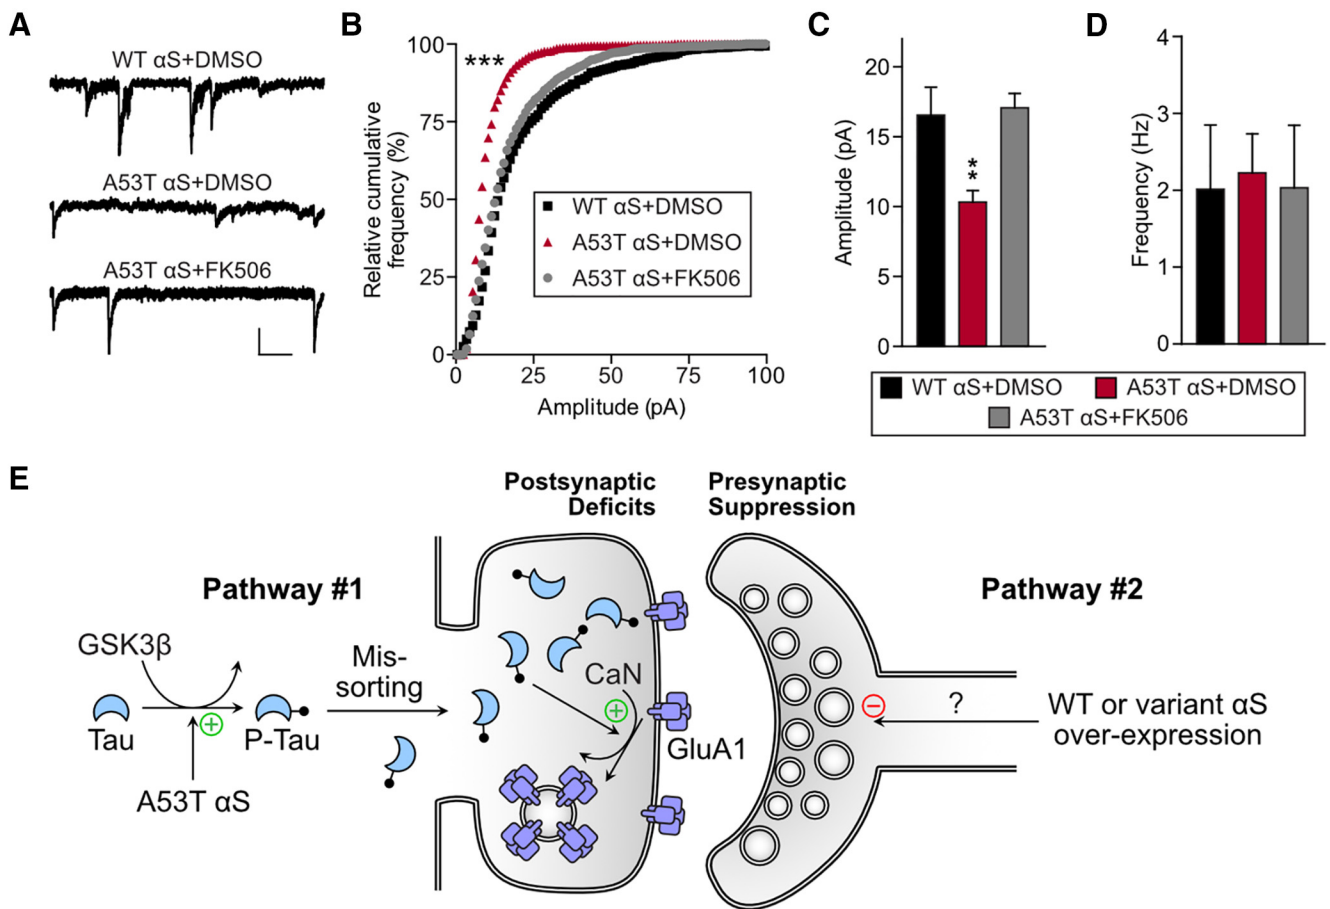 A
WT αS+DMSO
A53T αS+DMSO
A53T αS+FK506
B
100
75
50
25
0
Relative cumulative
frequency (%)
***
WT αS+DMSO
A53T αS+DMSO
A53T αS+FK506
0
25
50
75
100
Amplitude (pA)
C
20
15
10
5
0
Amplitude (pA)
**
D
4
3
2
1
0
Frequency (Hz)
WT αS+DMSO
A53T αS+DMSO
A53T αS+FK506
E
Postsynaptic
Deficits
Presynaptic
Suppression
Pathway #1
GSK3β
Tau
+
P-Tau
A53T αS
Mis-
sorting
CaN
+
GluA1
Pathway #2
−
?
WT or variant αS
over-expression